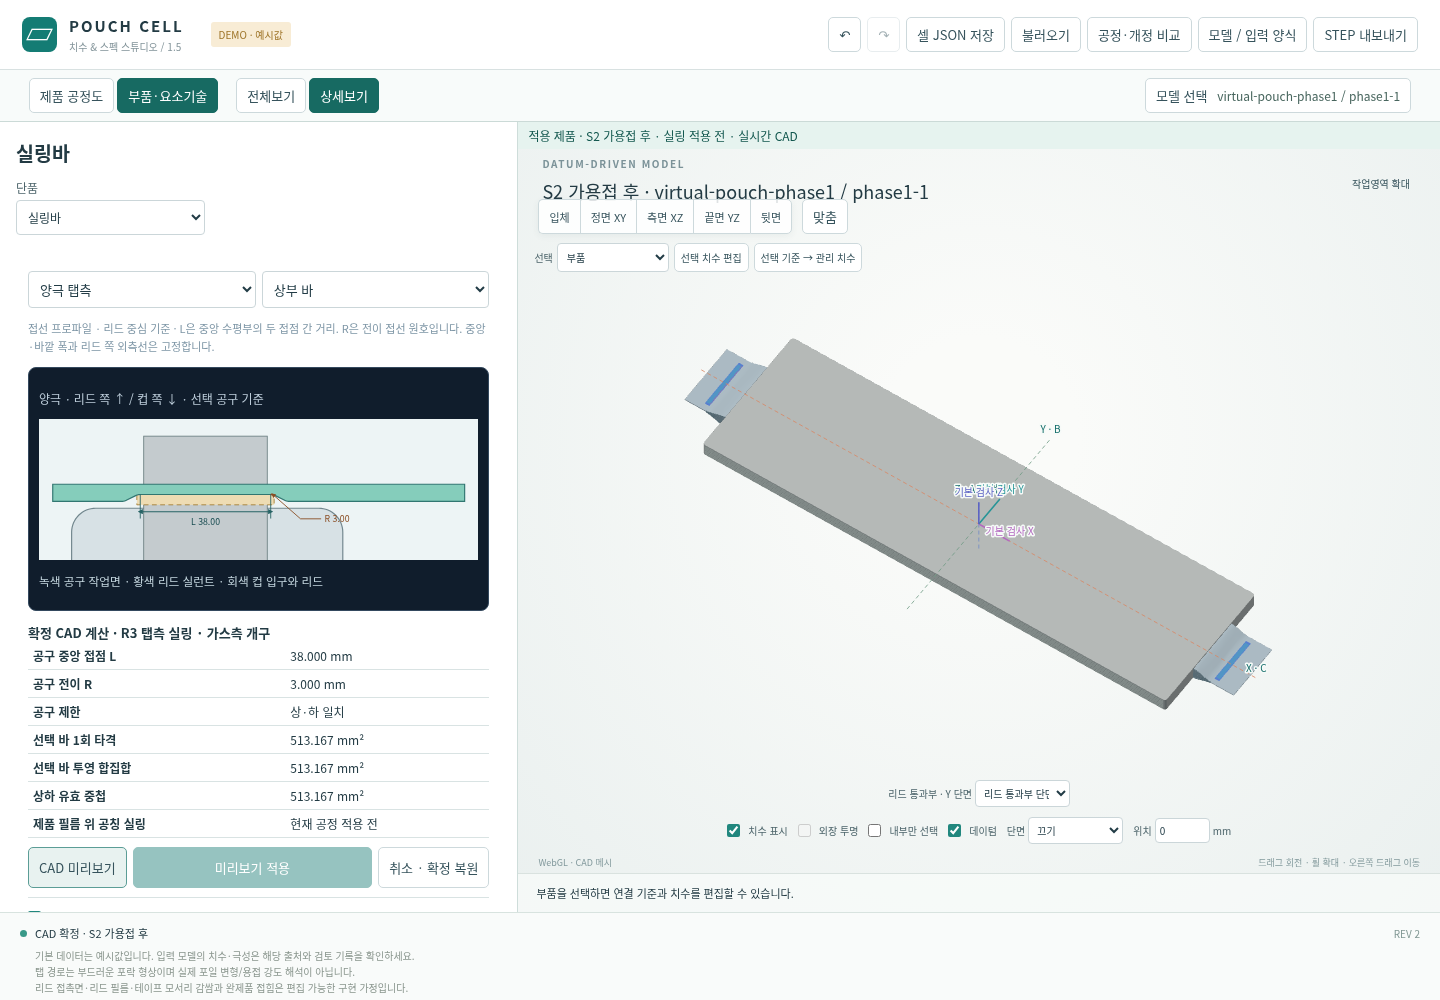 POUCH CELL
치수 & 스펙 스튜디오 / 1.5
DEMO · 예시값
↶
↷
셀 JSON 저장
불러오기
공정·개정 비교
모델 / 입력 양식
STEP 내보내기
제품 공정도
부품·요소기술
전체보기
상세보기
모델 선택 virtual-pouch-phase1 / phase1-1
실링바
단품
실링바
양극 탭측
상부 바
접선 프로파일 · 리드 중심 기준 · L은 중앙 수평부의 두 접점 간 거리. R은 전이 접선 원호입니다. 중앙
·바깥 폭과 리드 쪽 외측선은 고정합니다.
양극 · 리드 쪽 ↑ / 컵 쪽 ↓ · 선택 공구 기준
L 38.00
R 3.00
녹색 공구 작업면 · 황색 리드 실런트 · 회색 컵 입구와 리드
확정 CAD 계산 · R3 탭측 실링 · 가스측 개구
공구 중앙 접점 L 38.000 mm
공구 전이 R 3.000 mm
공구 제한 상·하 일치
선택 바 1회 타격 513.167 mm²
선택 바 투영 합집합 513.167 mm²
상하 유효 중첩 513.167 mm²
제품 필름 위 공칭 실링 현재 공정 적용 전
CAD 미리보기
미리보기 적용
취소 · 확정 복원
적용 제품 · S2 가용접 후 · 실링 적용 전 · 실시간 CAD
DATUM-DRIVEN MODEL
S2 가용접 후 · virtual-pouch-phase1 / phase1-1
작업영역 확대
입체
정면 XY
측면 XZ
끝면 YZ
뒷면
맞춤
선택
부품
선택 치수 편집
선택 기준 → 관리 치수
Y · B
기본 검사 Z
검사 Y
기본 검사 X
X · C
리드 통과부 · Y 단면
리드 통과부 단면
치수 표시
외장 투명
내부만 선택
데이텀
단면
끄기
위치
0
mm
WebGL · CAD 메시
드래그 회전 · 휠 확대 · 오른쪽 드래그 이동
부품을 선택하면 연결 기준과 치수를 편집할 수 있습니다.
CAD 확정 · S2 가용접 후
REV 2
기본 데이터는 예시값입니다. 입력 모델의 치수·극성은 해당 출처와 검토 기록을 확인하세요.
탭 경로는 부드러운 포락 형상이며 실제 포일 변형/용접 강도 해석이 아닙니다.
리드 접촉면·리드 필름·테이프 모서리 감쌈과 완제품 접힘은 편집 가능한 구현 가정입니다.